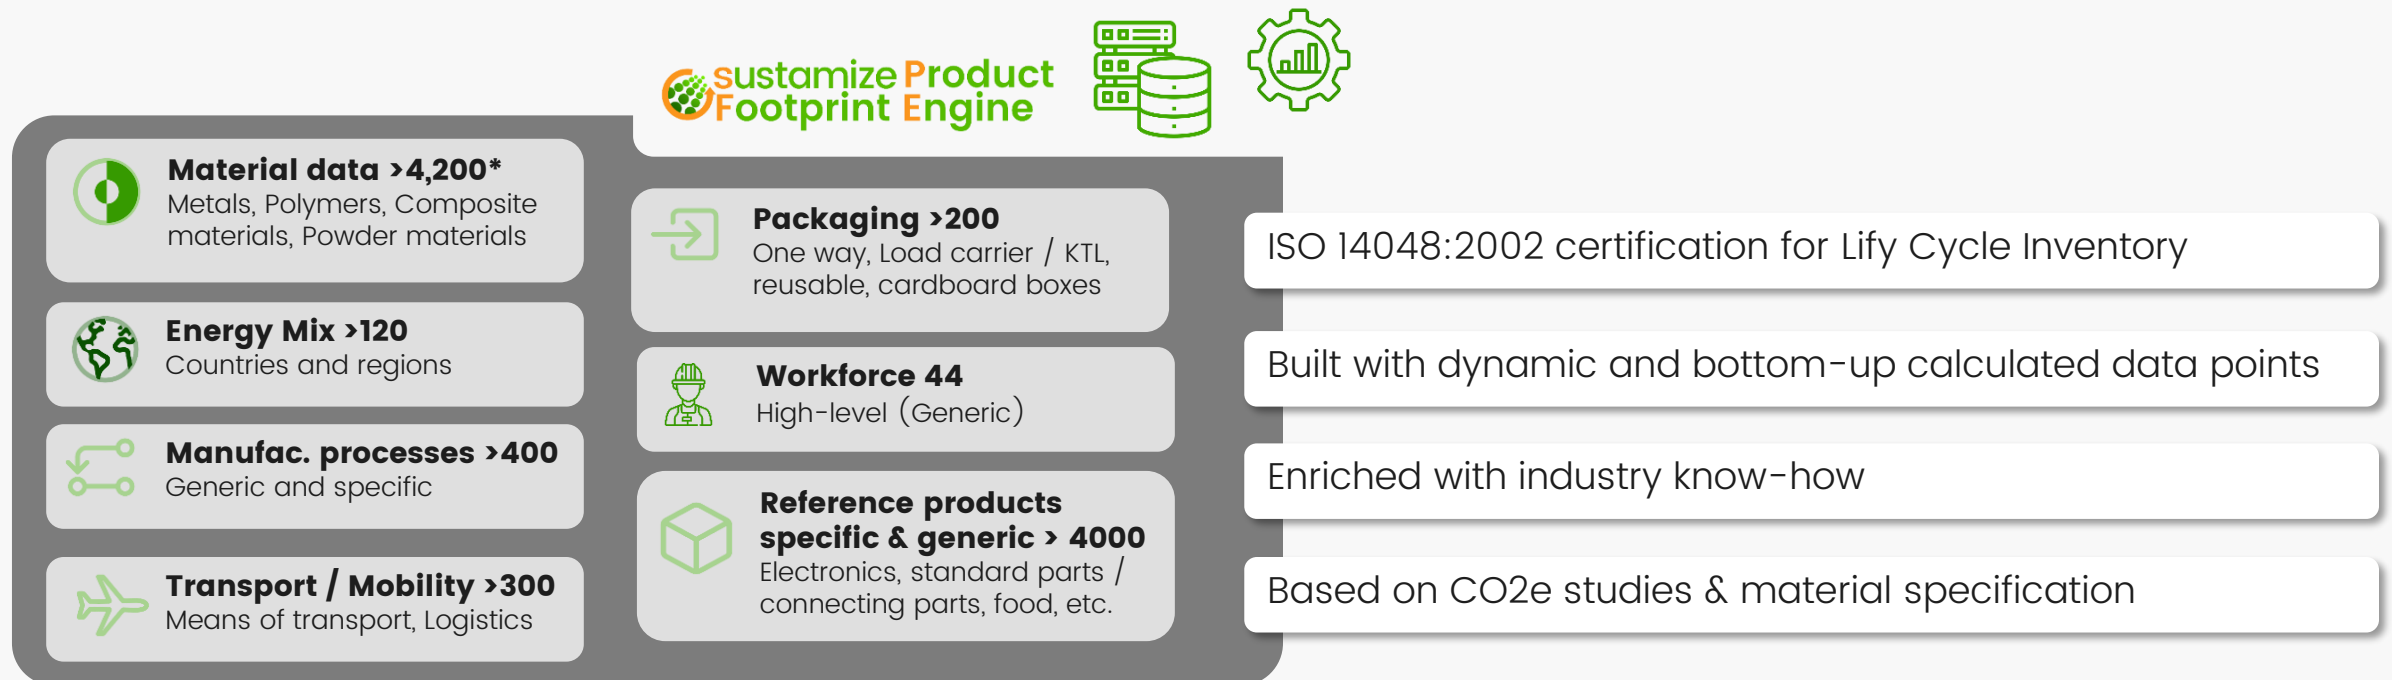 sustamize Product
Footprint Engine
Material data >4,200*
Metals, Polymers, Composite
materials, Powder materials
Energy Mix >120
Countries and regions
Manufac. processes >400
Generic and specific
Transport / Mobility >300
Means of transport, Logistics
Packaging >200
One way, Load carrier / KTL,
reusable, cardboard boxes
Workforce 44
High-level (Generic)
Reference products
specific & generic > 4000
Electronics, standard parts /
connecting parts, food, etc.
ISO 14048:2002 certification for Lify Cycle Inventory
Built with dynamic and bottom-up calculated data points
Enriched with industry know-how
Based on CO2e studies & material specification